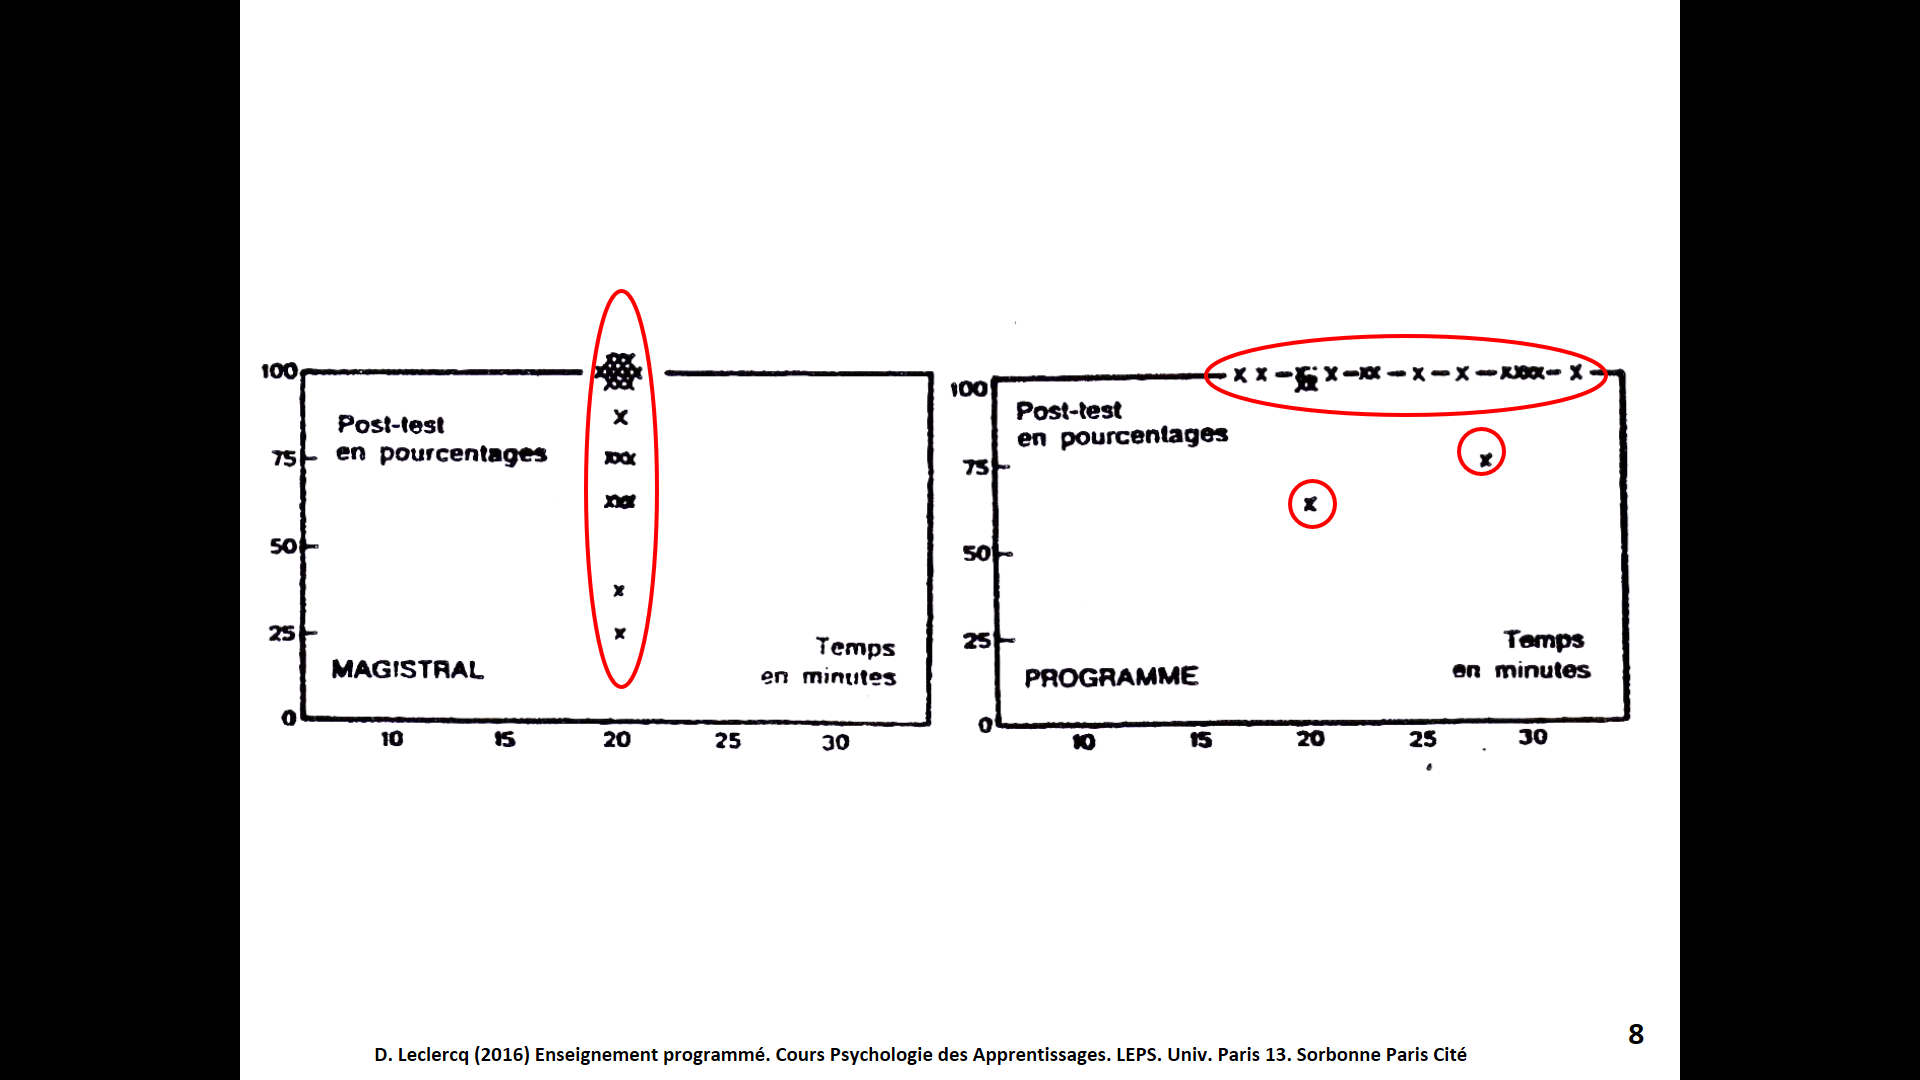 100
75
50
25
0
Post-test
en pourcentages
MAGISTRAL
Temps
en minutes
10 15 20 25 30
100
75
50
25
0
Post-test
en pourcentages
PROGRAMME
Temps
en minutes
10 15 20 25 30
8
D. Leclercq (2016) Enseignement programmé. Cours Psychologie des Apprentissages. LEPS. Univ. Paris 13. Sorbonne Paris Cité